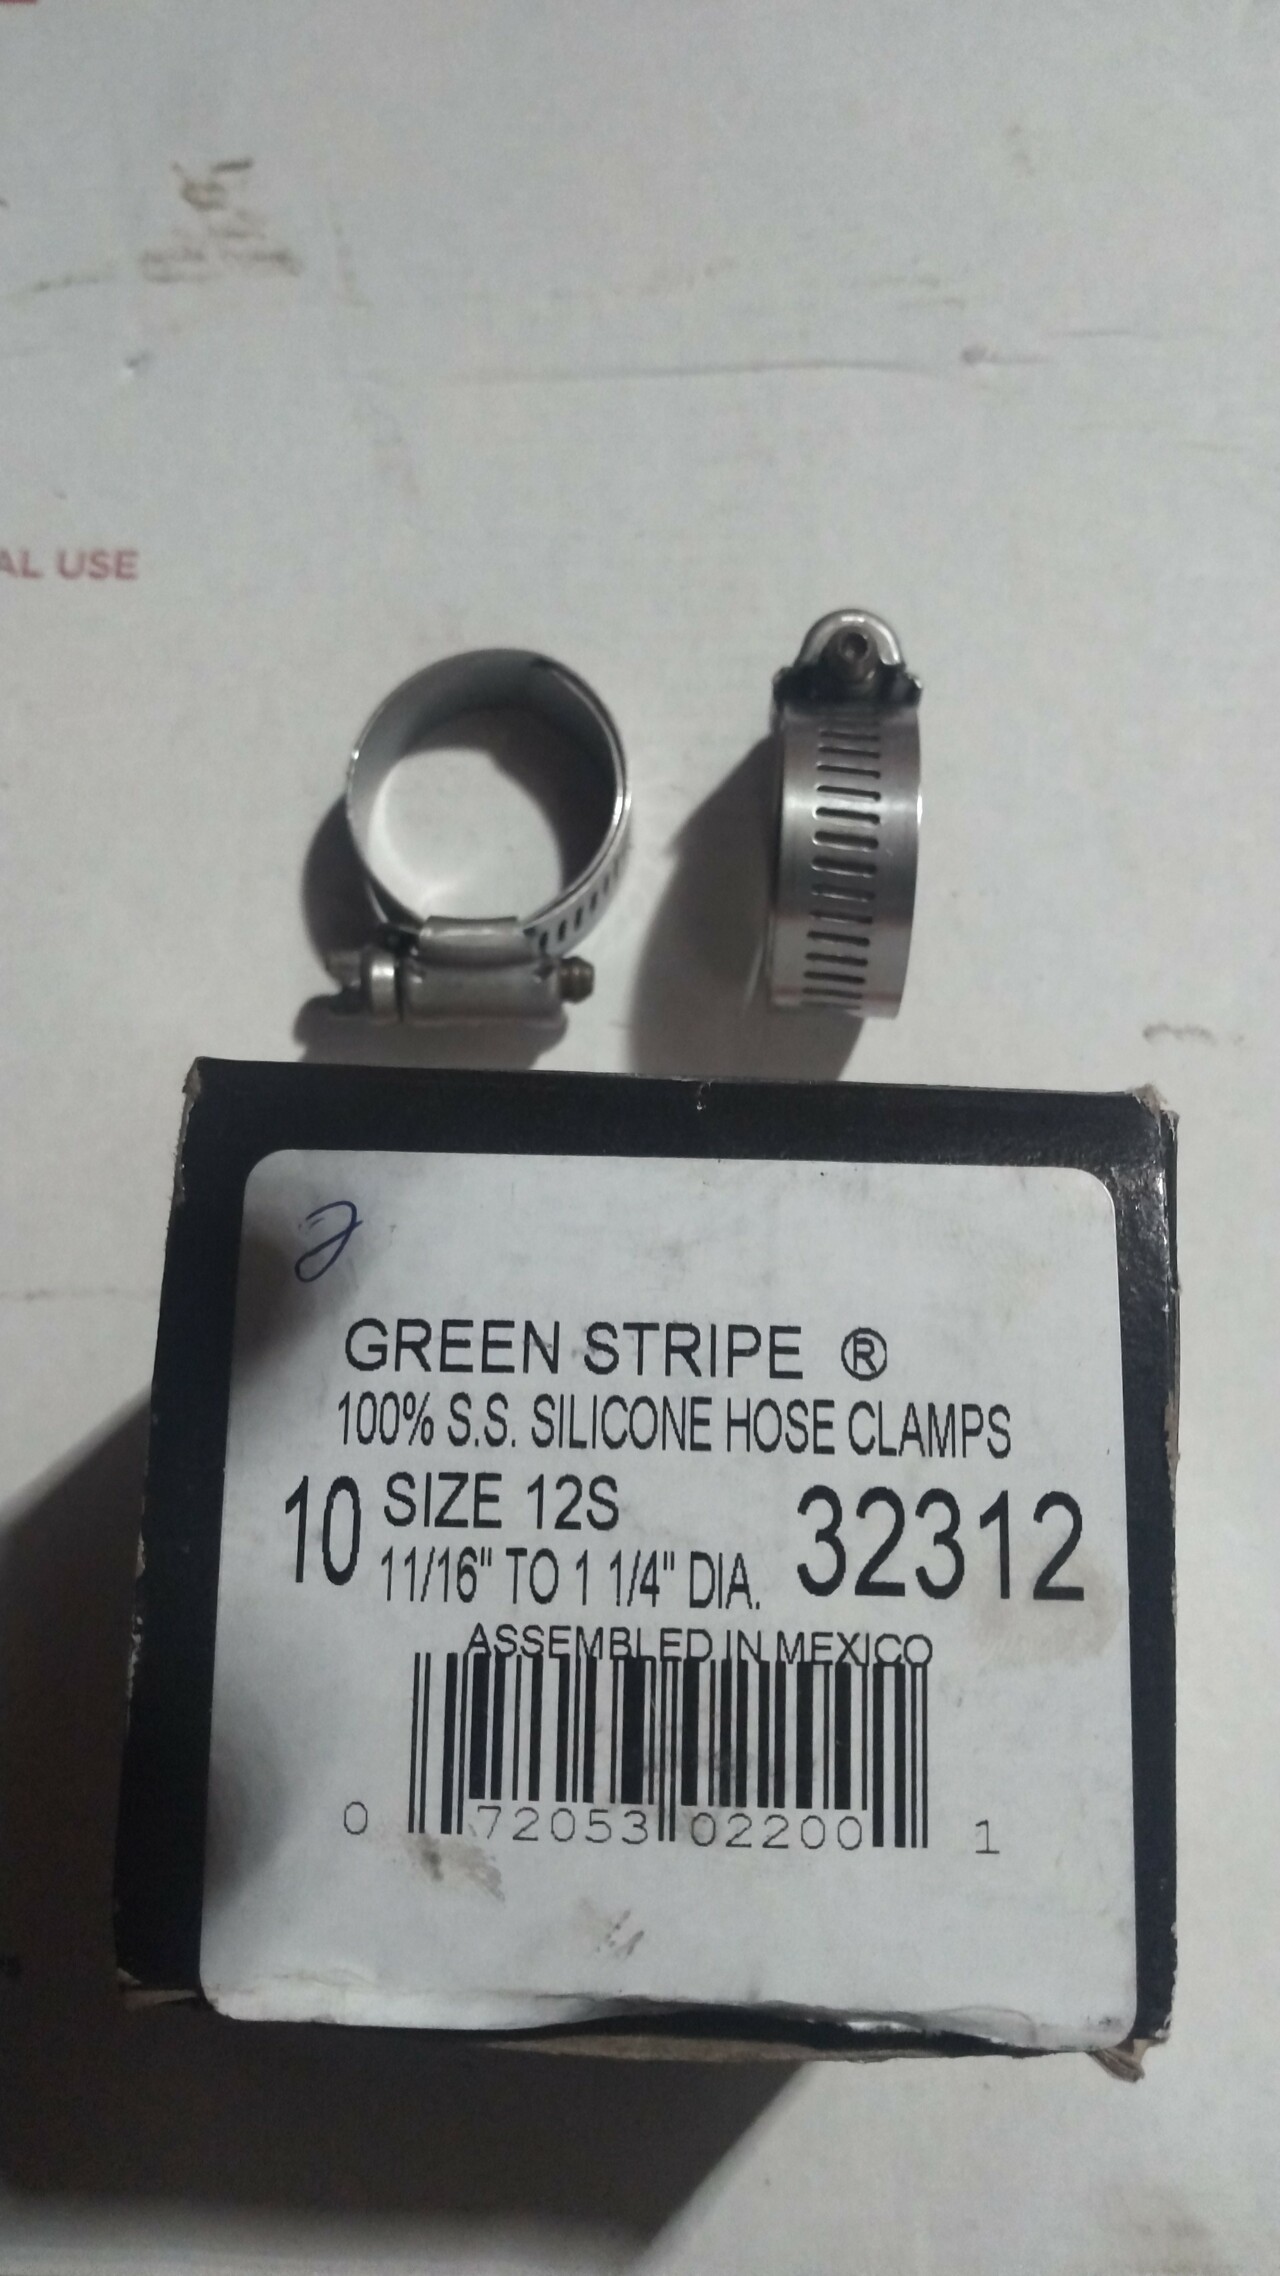 AL USE
2
GREEN STRIPE ®
100% S.S. SILICONE HOSE CLAMPS
10 SIZE 12S 32312
11/16" TO 1 1/4" DIA.
ASSEMBLED IN MEXICO
0 72053 02200 1